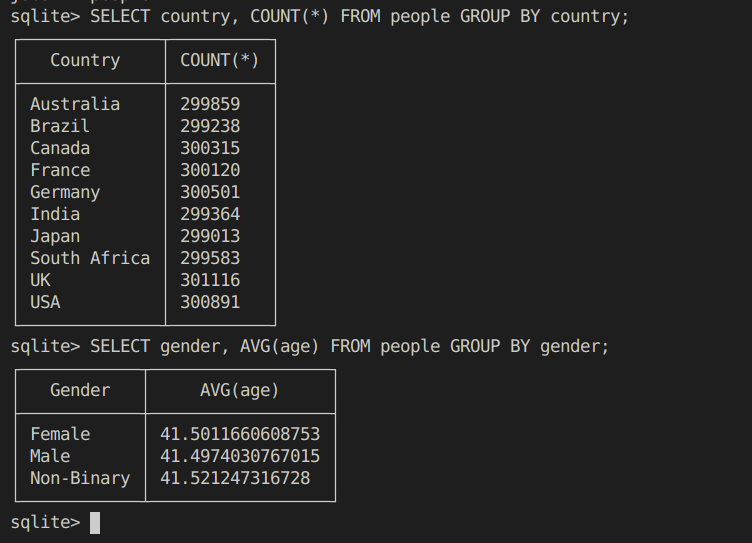 sqlite> SELECT country, COUNT(*) FROM people GROUP BY country;
Country COUNT(*)
Australia 299859
Brazil 299238
Canada 300315
France 300120
Germany 300501
India 299364
Japan 299013
South Africa 299583
UK 301116
USA 300891
sqlite> SELECT gender, AVG(age) FROM people GROUP BY gender;
Gender AVG(age)
Female 41.5011660608753
Male 41.4974030767015
Non-Binary 41.521247316728
sqlite>